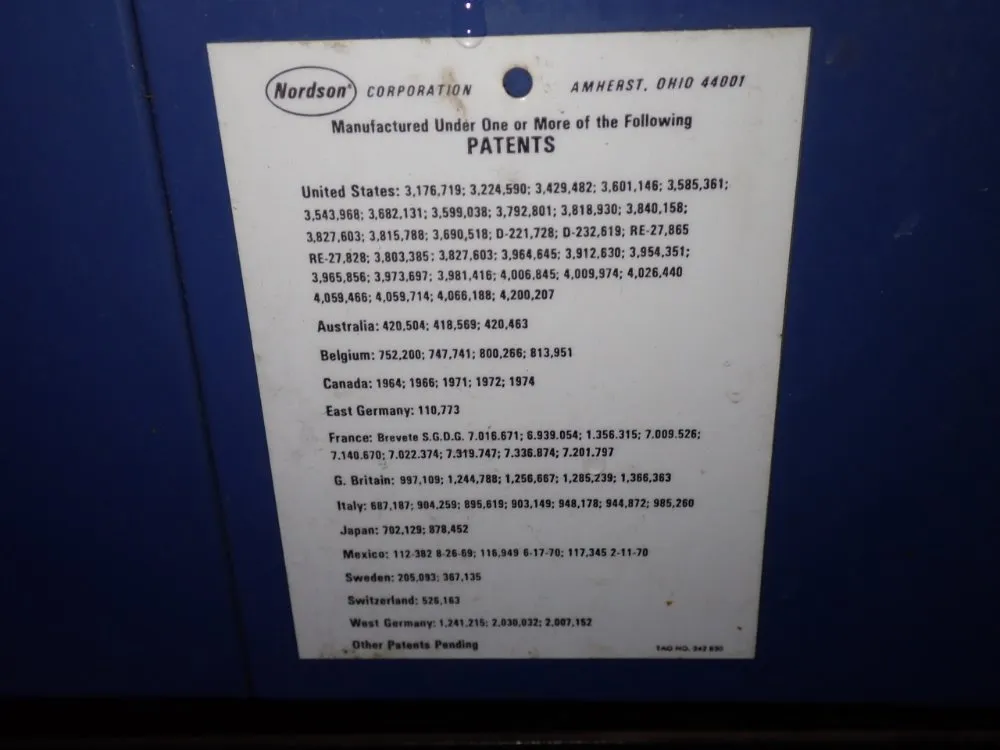 Nordson® CORPORATION AMHERST, OHIO 44001
Manufactured Under One or More of the Following
PATENTS
United States: 3,176,719; 3,224,590; 3,429,482; 3,601,146; 3,585,361;
3,543,968; 3,682,131; 3,599,038; 3,792,801; 3,818,930; 3,840,158;
3,827,603; 3,815,788; 3,690,518; D-221,728; D-232,619; RE-27,865
RE-27,828; 3,803,385; 3,827,603; 3,964,645; 3,912,630; 3,954,351;
3,965,856; 3,973,697; 3,981,416; 4,006,845; 4,009,974; 4,026,440
4,059,466; 4,059,714; 4,066,188; 4,200,207
Australia: 420,504; 418,569; 420,463
Belgium: 752,200; 747,741; 800,266; 813,951
Canada: 1964; 1966; 1971; 1972; 1974
East Germany: 110,773
France: Brevete S.G.D.G. 7.016.671; 6.939.054; 1.356.315; 7.009.526;
7.140.670; 7.022.374; 7.319.747; 7.336.874; 7.201.797
G. Britain: 997,109; 1,244,788; 1,256,667; 1,285,239; 1,366,363
Italy: 687,187; 904,259; 895,619; 903,149; 948,178; 944,872; 985,260
Japan: 702,129; 878,452
Mexico: 112-382 8-26-69; 116,949 6-17-70; 117,345 2-11-70
Sweden: 205,093; 367,135
Switzerland: 526,163
West Germany: 1,241,215; 2,030,032; 2,007,152
Other Patents Pending
TAG NO.